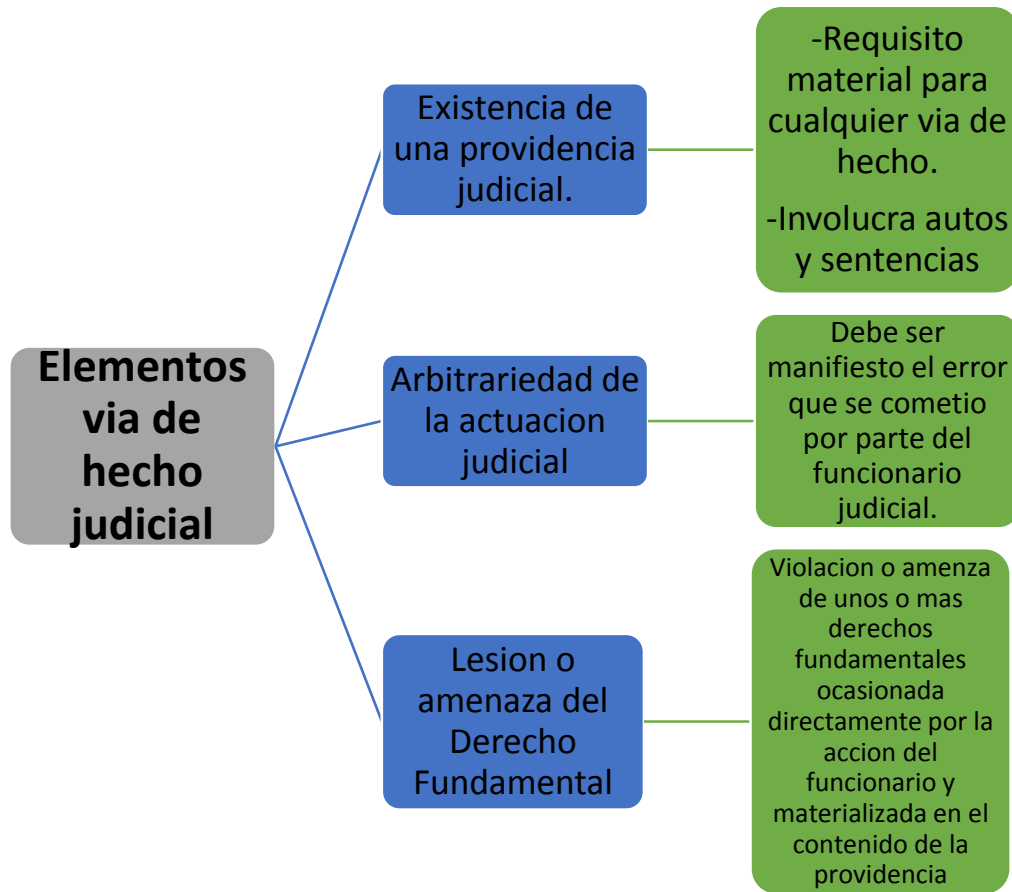 Elementos
via de
hecho
judicial
Existencia de
una providencia
judicial.
-Requisito
material para
cualquier via de
hecho.
-Involucra autos
y sentencias
Arbitrariedad de
la actuacion
judicial
Debe ser
manifiesto el error
que se cometio
por parte del
funcionario
judicial.
Lesion o
amenaza del
Derecho
Fundamental
Violacion o amenza
de unos o mas
derechos
fundamentales
ocasionada
directamente por la
accion del
funcionario y
materializada en el
contenido de la
providencia